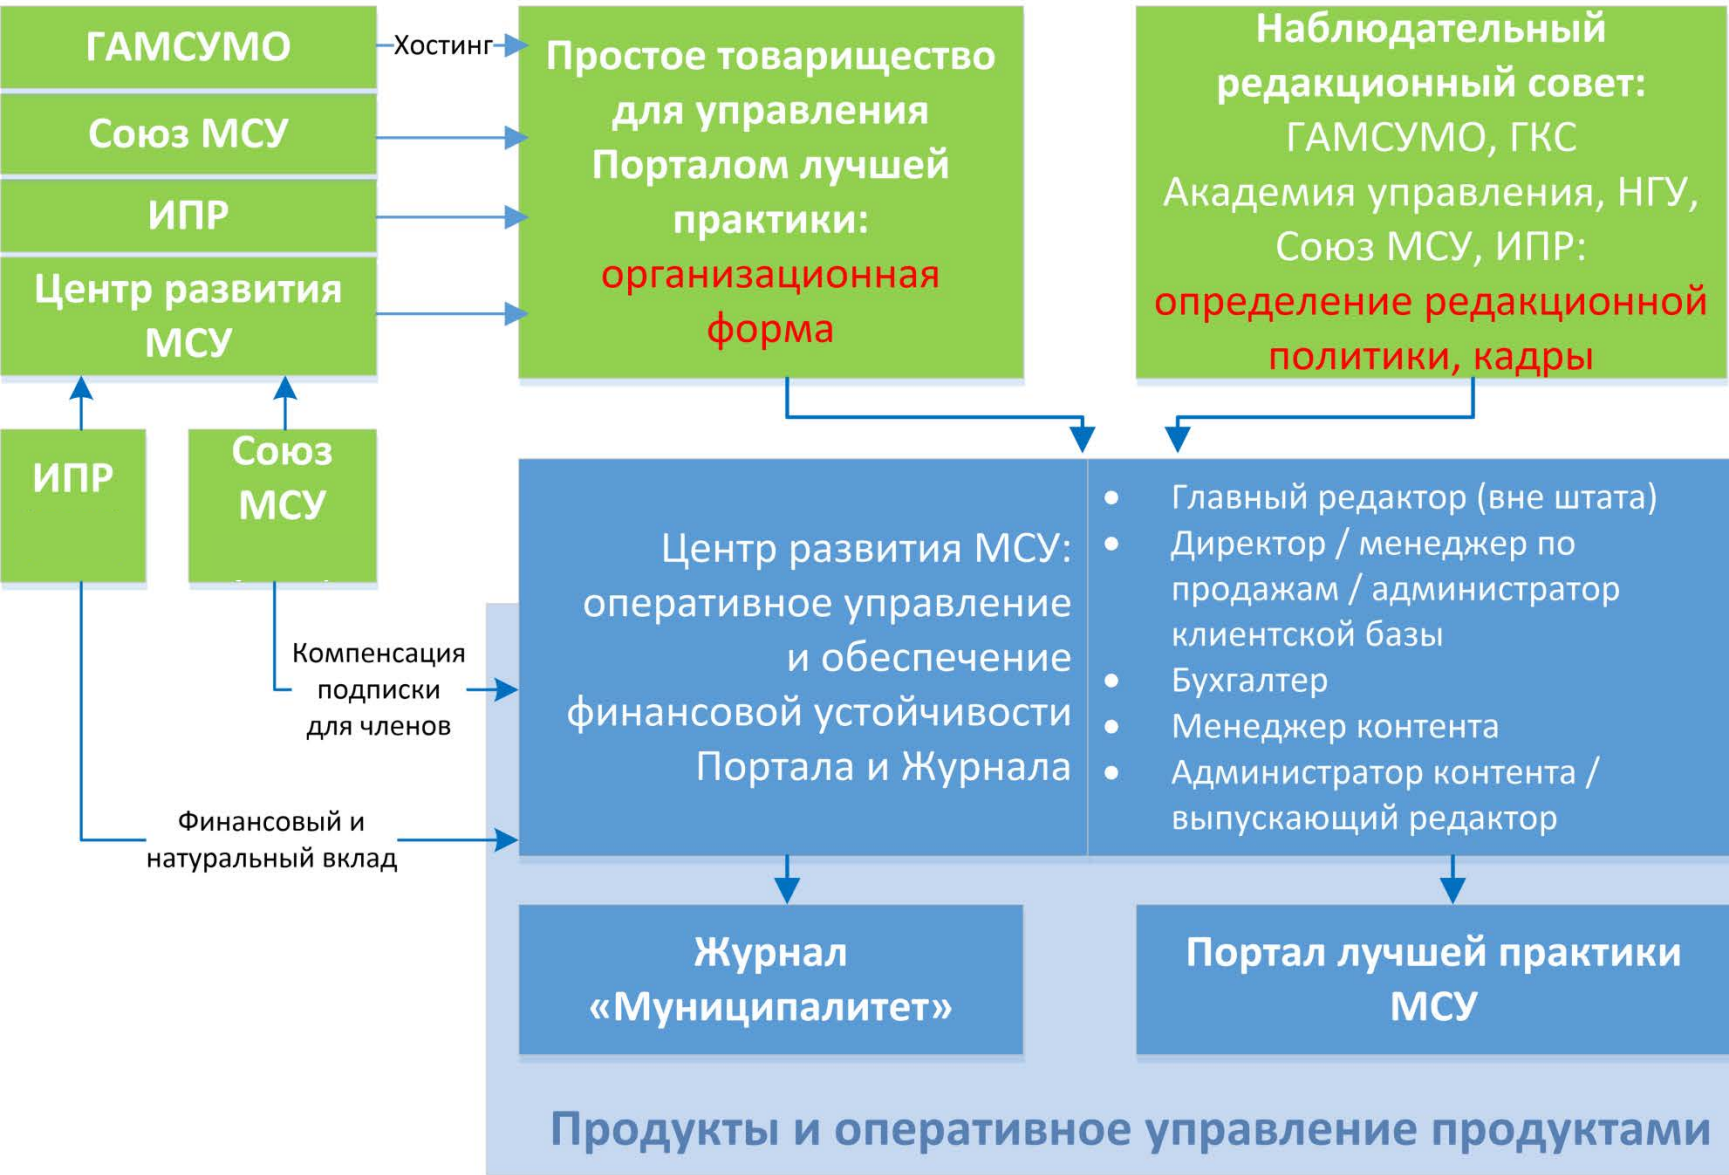 ГАМСУМО
Хостинг
Союз МСУ
ИПР
Центр развития
МСУ
Простое товарищество
для управления
Порталом лучшей
практики:
организационная
форма
Наблюдательный
редакционный совет:
ГАМСУМО, ГКС
Академия управления, НГУ,
Союз МСУ, ИПР:
определение редакционной
политики, кадры
ИПР
Союз
МСУ
Компенсация
подписки
для членов
Финансовый и
натуральный вклад
Центр развития МСУ:
оперативное управление
и обеспечение
финансовой устойчивости
Портала и Журнала
• Главный редактор (вне штата)
• Директор / менеджер по
продажам / администратор
клиентской базы
• Бухгалтер
• Менеджер контента
• Администратор контента /
выпускающий редактор
Журнал
«Муниципалитет»
Портал лучшей практики
МСУ
Продукты и оперативное управление продуктами